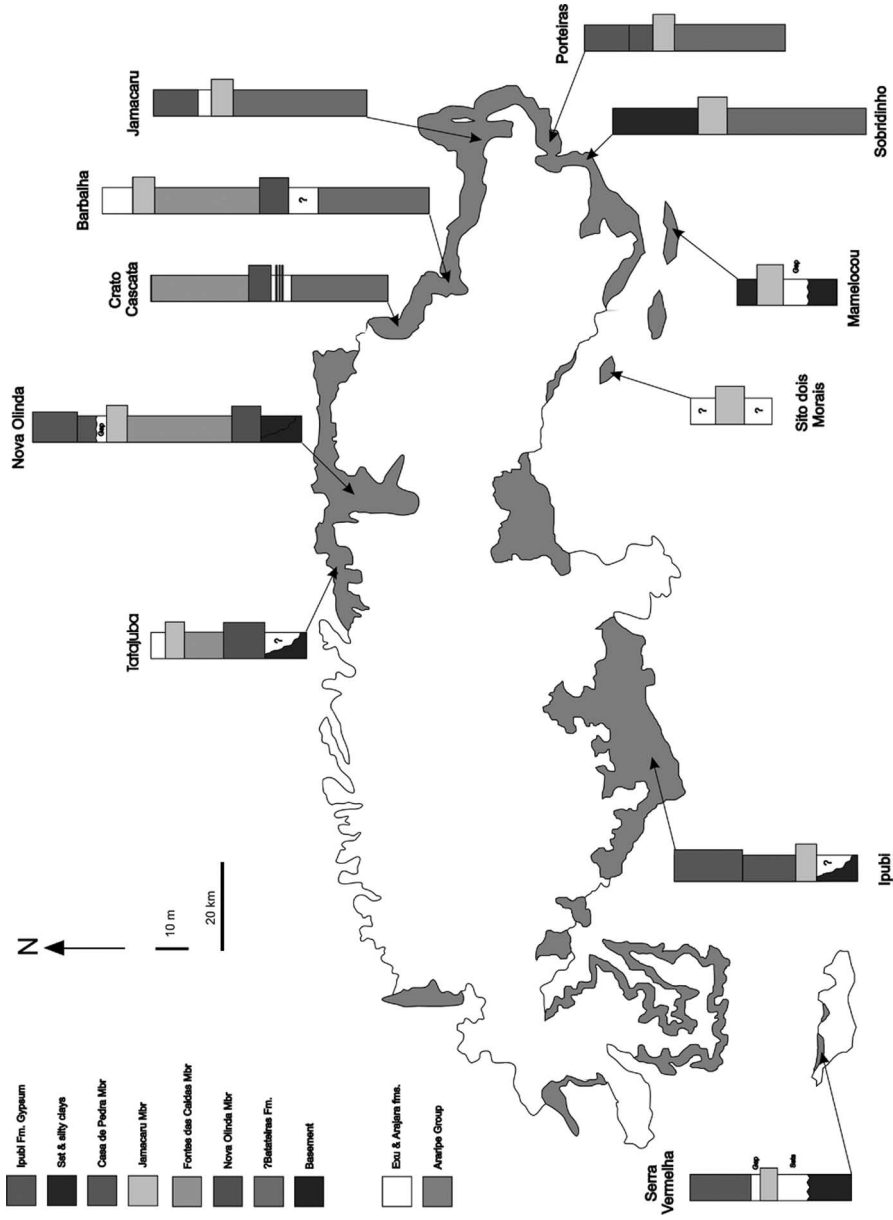 Ipubi Fm. Gypsum
Sat & silty clays
Casa de Pedra Mbr
Jamacaru Mbr
Fontes das Caldas Mbr
Nova Olinda Mbr
?Batateiras Fm.
Basement
Exu & Arajara fms.
Araripe Group
N
10 m
20 km
Tatajuba
?
Nova Olinda
Gap
Crato
Cascata
Barbalha
?
Jamacaru
Porteiras
Sobridinho
Mamelocou
Gap
Sito dois
Morais
?
?
Ipubi
?
Serra
Vermelha
Gap
Sats